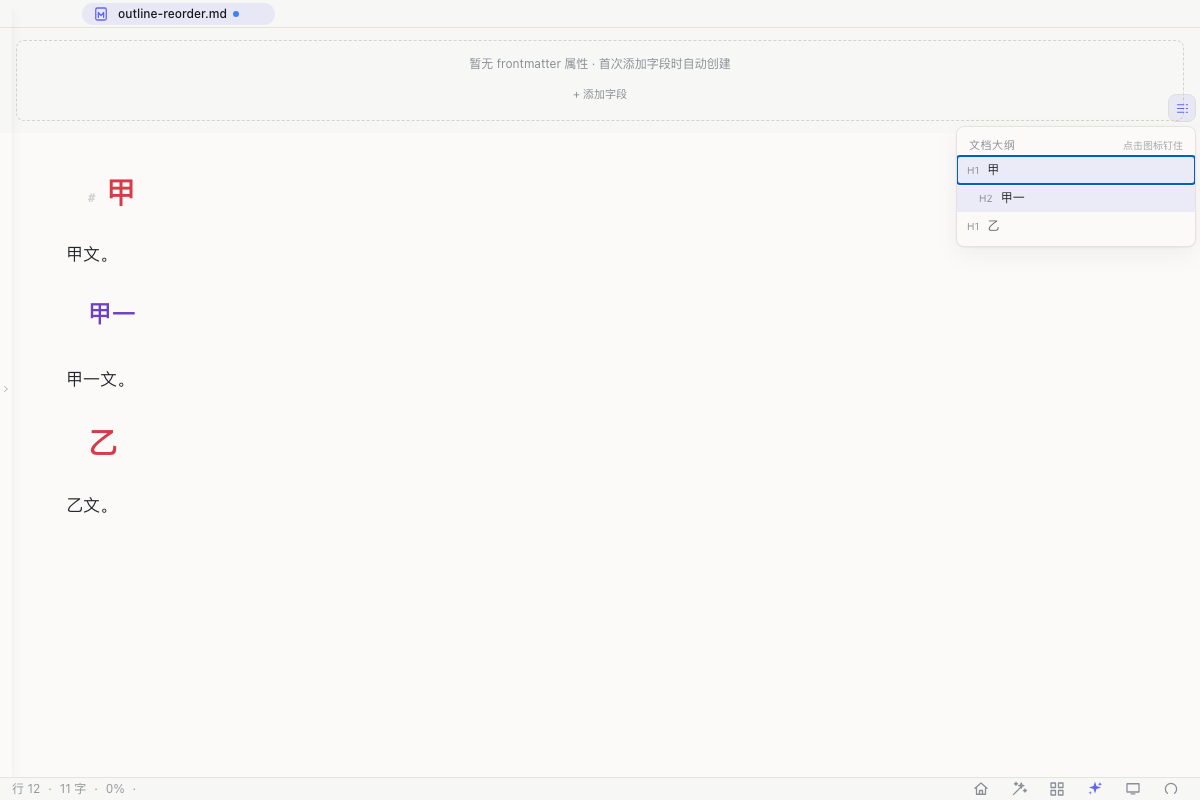 outline-reorder.md
暂无 frontmatter 属性 · 首次添加字段时自动创建
+ 添加字段
文档大纲 点击图标钉住
H1 甲
H2 甲一
H1 乙
# 甲
甲文。
甲一
甲一文。
乙
乙文。
行 12 · 11 字 · 0% ·